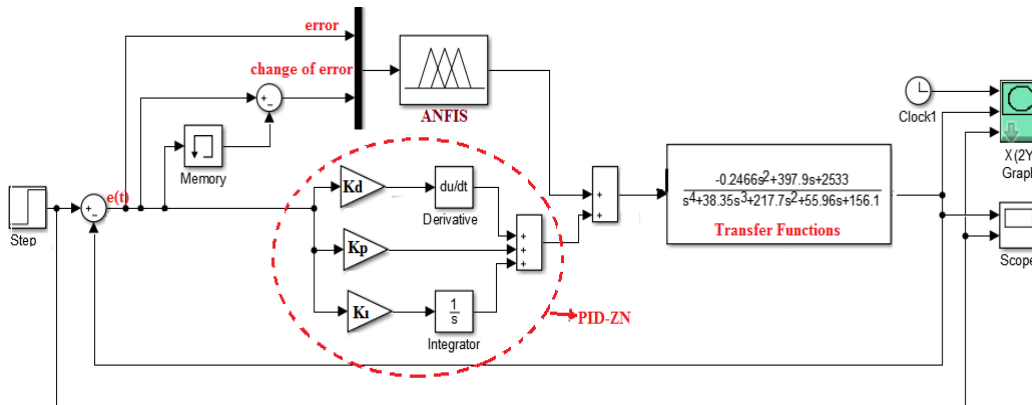 error
change of error
ANFIS
Clock1
X (2Y
Graph
Memory
Step
e(t)
Kd
du/dt
Derivative
Kp
Kı
1
s
Integrator
PID-ZN
-0.2466s²+397.9s+2533
s⁴+38.35s³+217.7s²+55.96s+156.1
Transfer Functions
Scope
+
-
+
-
+
+
+
+
+